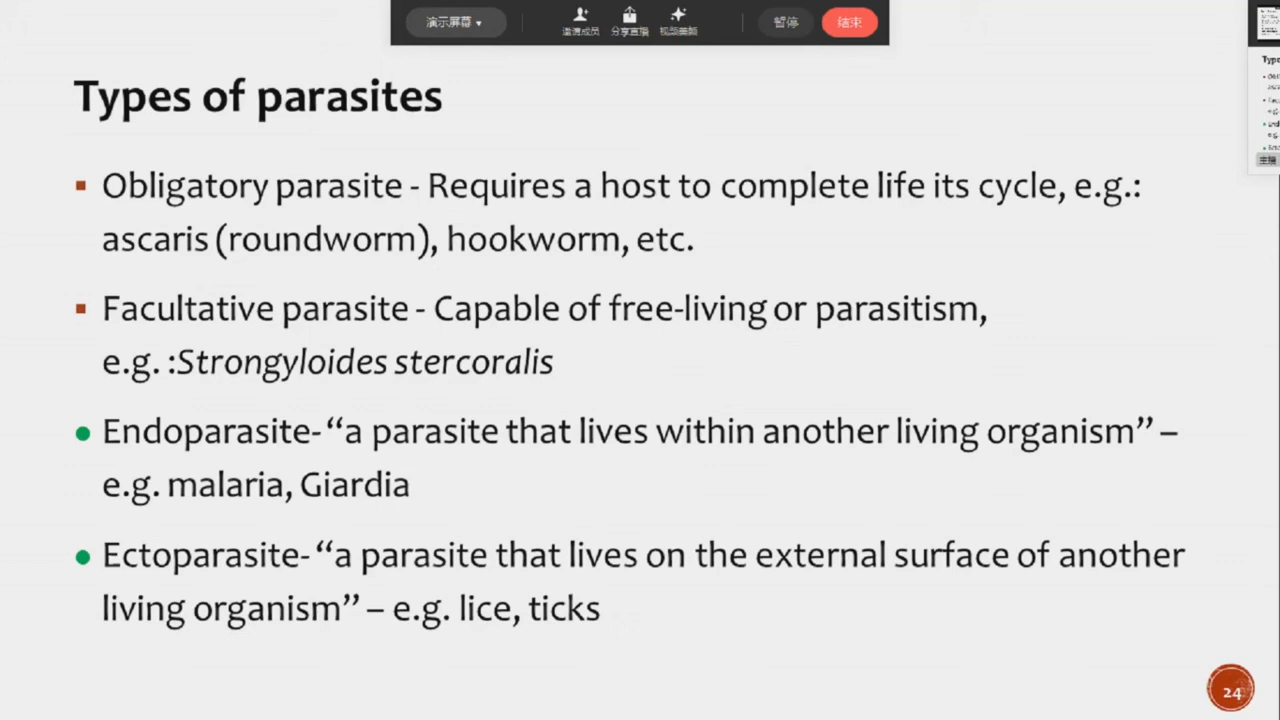 演示屏幕
邀请成员 分享直播 视频美颜
暂停
结束
Types of parasites
Obligatory parasite - Requires a host to complete life its cycle, e.g.:
ascaris (roundworm), hookworm, etc.
Facultative parasite - Capable of free-living or parasitism,
e.g. :Strongyloides stercoralis
Endoparasite- “a parasite that lives within another living organism” –
e.g. malaria, Giardia
Ectoparasite- “a parasite that lives on the external surface of another
living organism” – e.g. lice, ticks
24